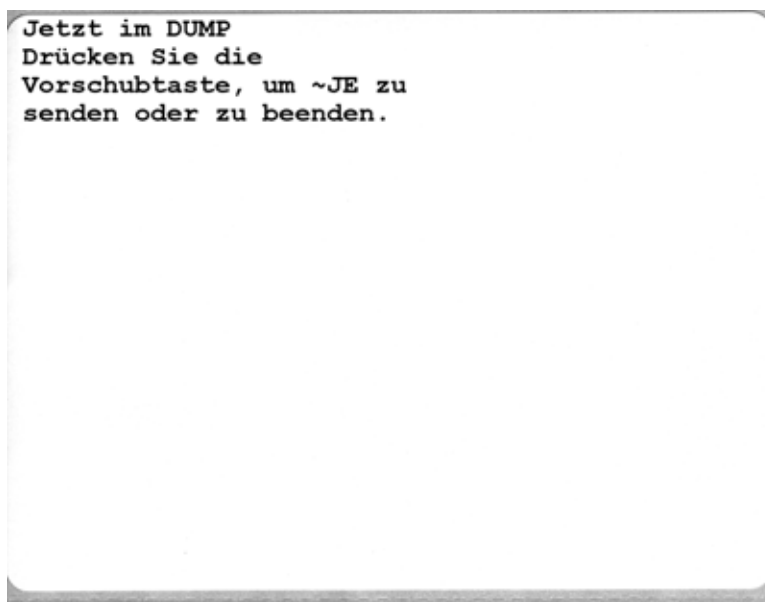 Jetzt im DUMP
Drücken Sie die
Vorschubtaste, um ~JE zu
senden oder zu beenden.